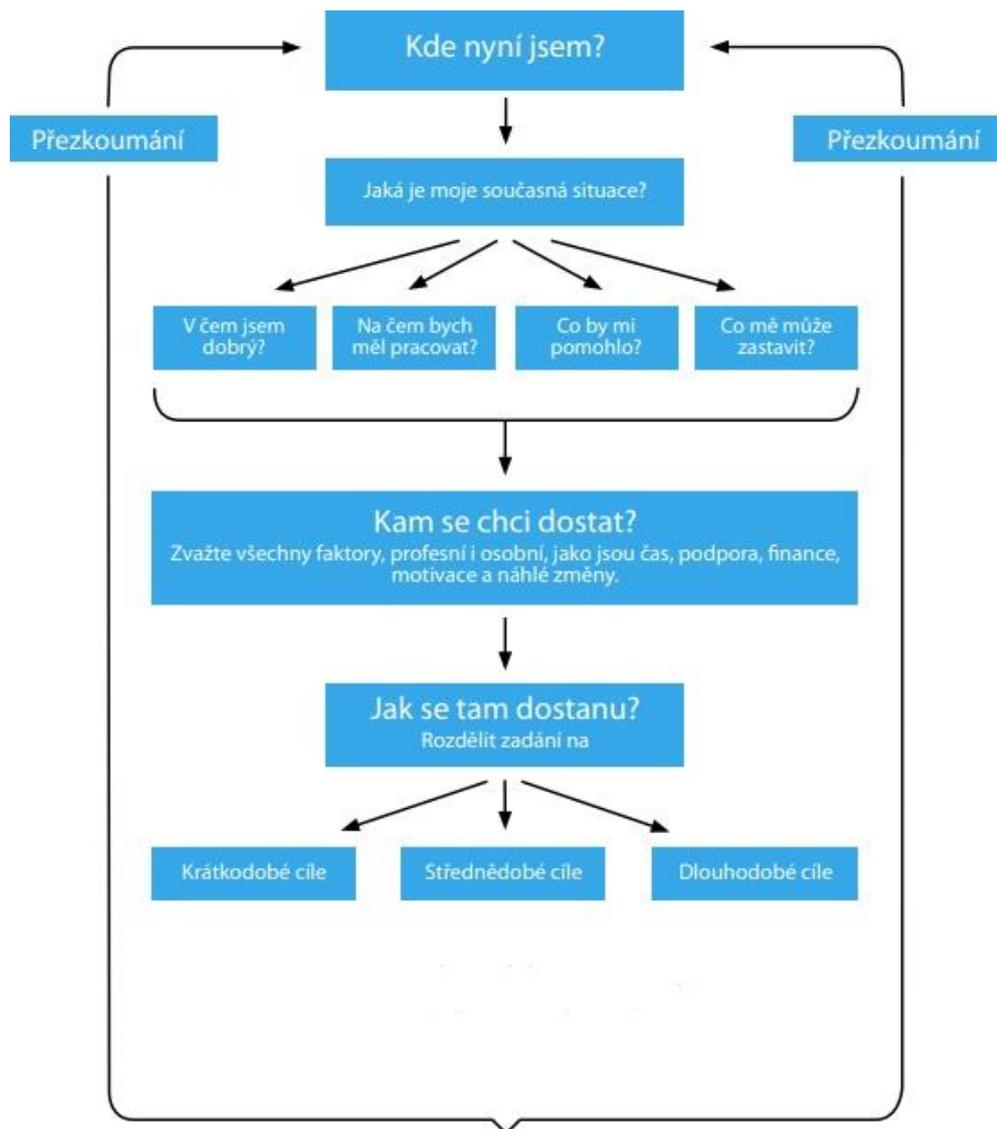 Kde nyní jsem?
Přezkoumání
Přezkoumání
Jaká je moje současná situace?
V čem jsem
dobrý?
Na čem bych
měl pracovat?
Co by mi
pomohlo?
Co mě může
zastavit?
Kam se chci dostat?
Zvažte všechny faktory, profesní i osobní, jako jsou čas, podpora, finance,
motivace a náhlé změny.
Jak se tam dostanu?
Rozdělit zadání na
Krátkodobé cíle
Střednědobé cíle
Dlouhodobé cíle